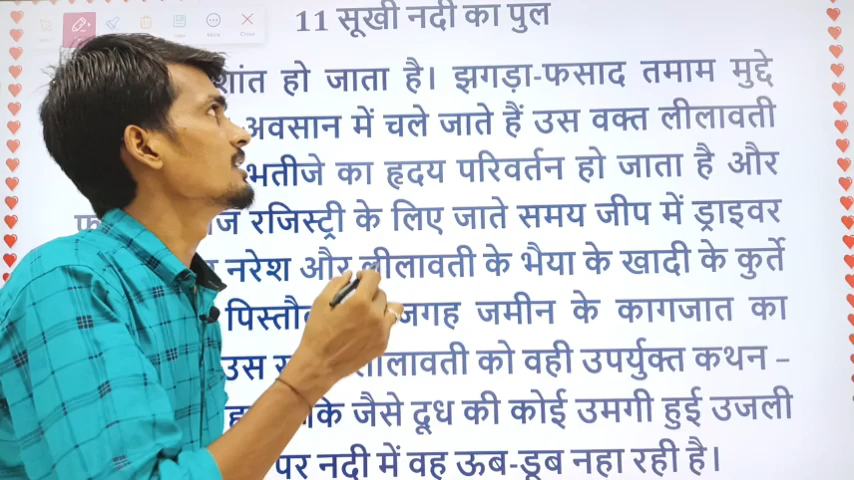 11 सूखी नदी का पुल
शांत हो जाता है। झगड़ा-फसाद तमाम मुद्दे
अवसान में चले जाते हैं उस वक्त लीलावती
भतीजे का हृदय परिवर्तन हो जाता है और
रजिस्ट्री के लिए जाते समय जीप में ड्राइवर
नरेश और लीलावती के भैया के खादी के कुर्ते
जगह जमीन के कागजात का
उस लीलावती को वही उपर्युक्त कथन –
जैसे दूध की कोई उमगी हुई उजली
पर नदी में वह ऊब-डूब नहा रही है।